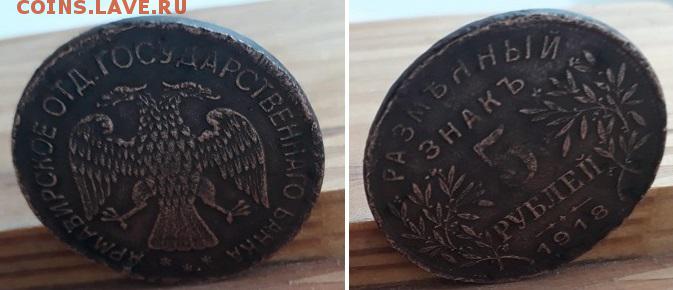 COINS.LAVE.RU
АРМАВИРСКОЕ ОТД. ГОСУДАРСТВЕННАГО БАНКА
РАЗМѢННЫЙ
ЗНАКЪ
5
РУБЛЕЙ
1918